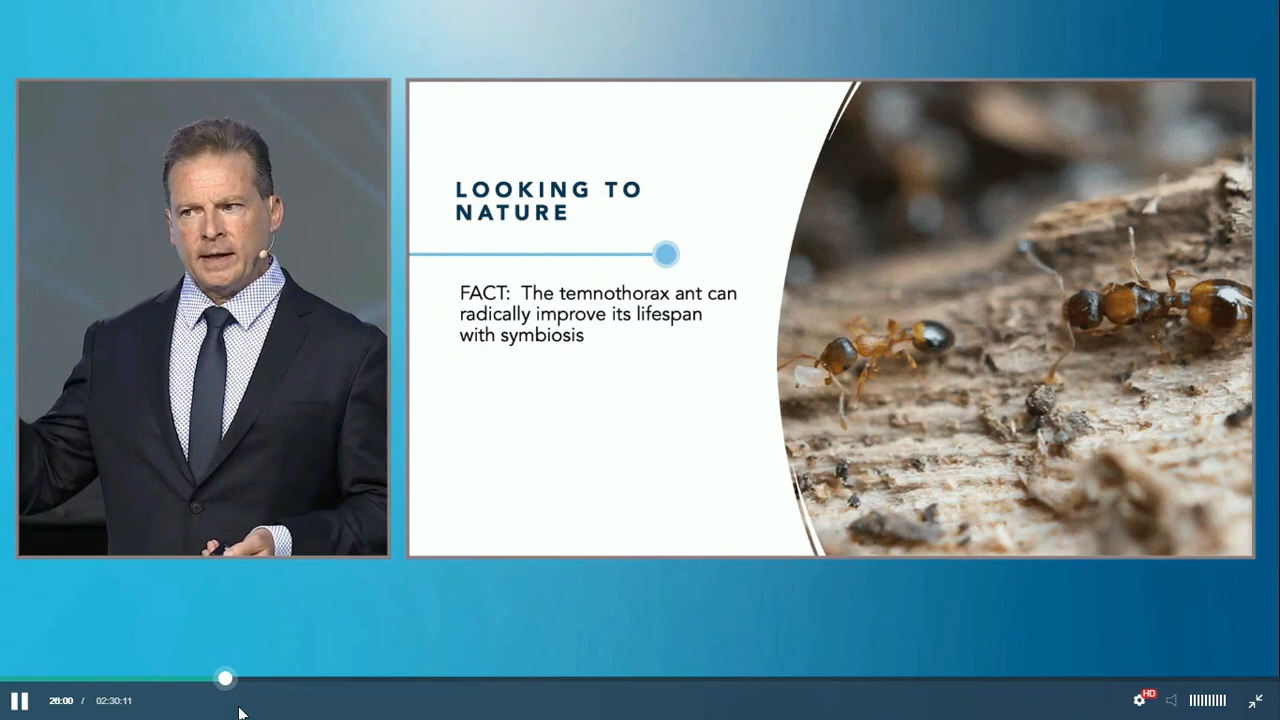 LOOKING TO
NATURE
FACT:  The temnothorax ant can
radically improve its lifespan
with symbiosis
26:00 / 02:30:11
HD